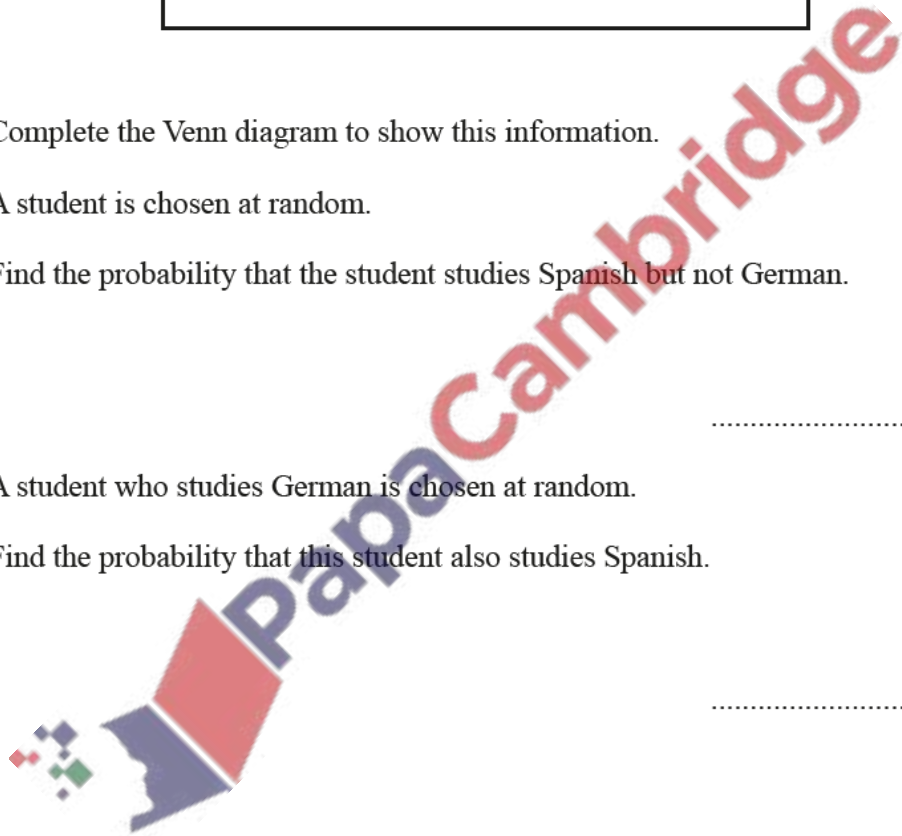 Complete the Venn diagram to show this information.
A student is chosen at random.
Find the probability that the student studies Spanish but not German.
..........................
A student who studies German is chosen at random.
Find the probability that this student also studies Spanish.
..........................
PapaCambridge